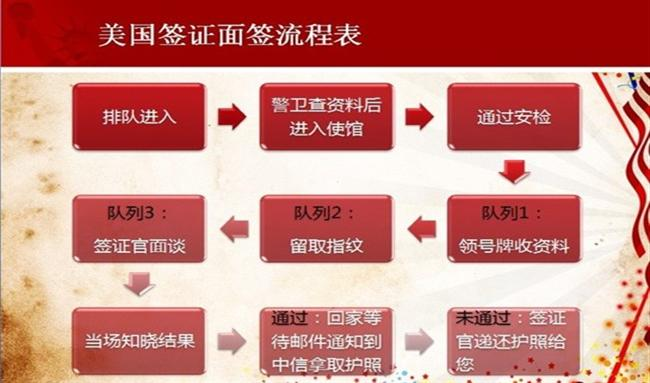 美国签证面签流程表
排队进入
警卫查资料后
进入使馆
通过安检
队列1：
领号牌收资料
队列2：
留取指纹
队列3：
签证官面谈
当场知晓结果
通过：回家等
待邮件通知到
中信拿取护照
未通过：签证
官递还护照给
您